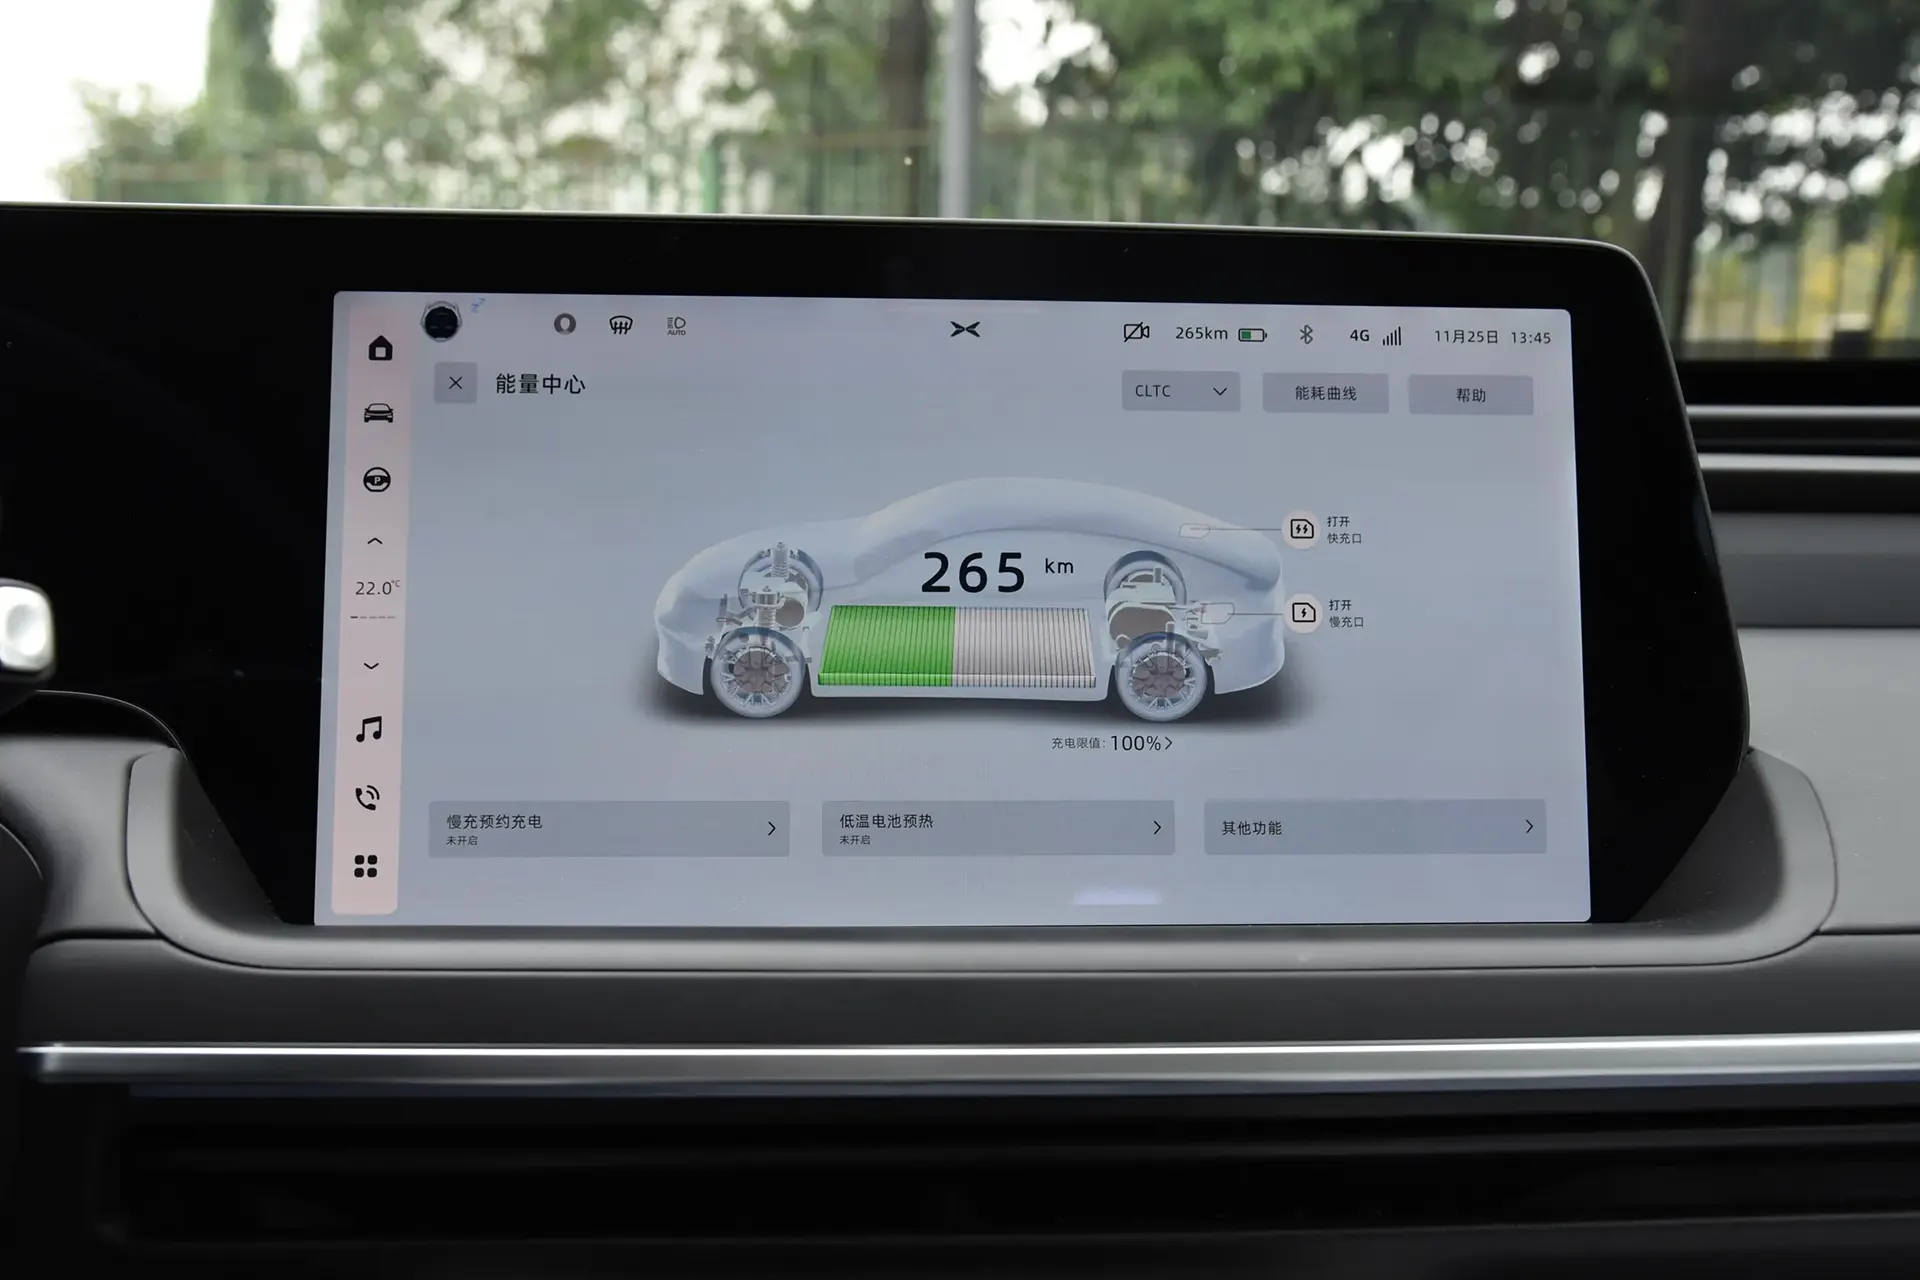 AUTO
265km
4G
11月25日 13:45
能量中心
CLTC
能耗曲线
帮助
P
265 km
打开
快充口
22.0℃
打开
慢充口
充电限值: 100%
慢充预约充电
未开启
低温电池预热
未开启
其他功能